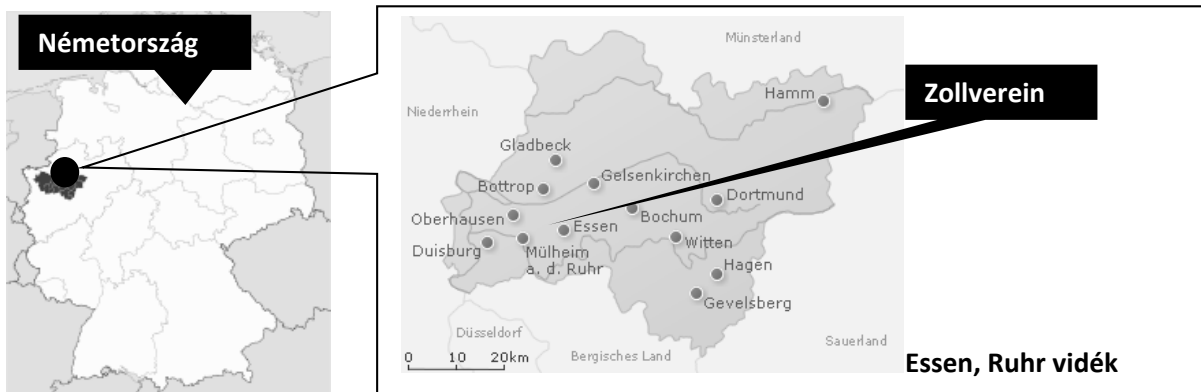 Németország
Münsterland
Zollverein
Hamm
Niederrhein
Gladbeck
Gelsenkirchen
Bottrop
Dortmund
Oberhausen
Bochum
Essen
Duisburg
Mülheim
a. d. Ruhr
Witten
Hagen
Gevelsberg
Düsseldorf
Sauerland
Bergisches Land
0 10 20km
Essen, Ruhr vidék